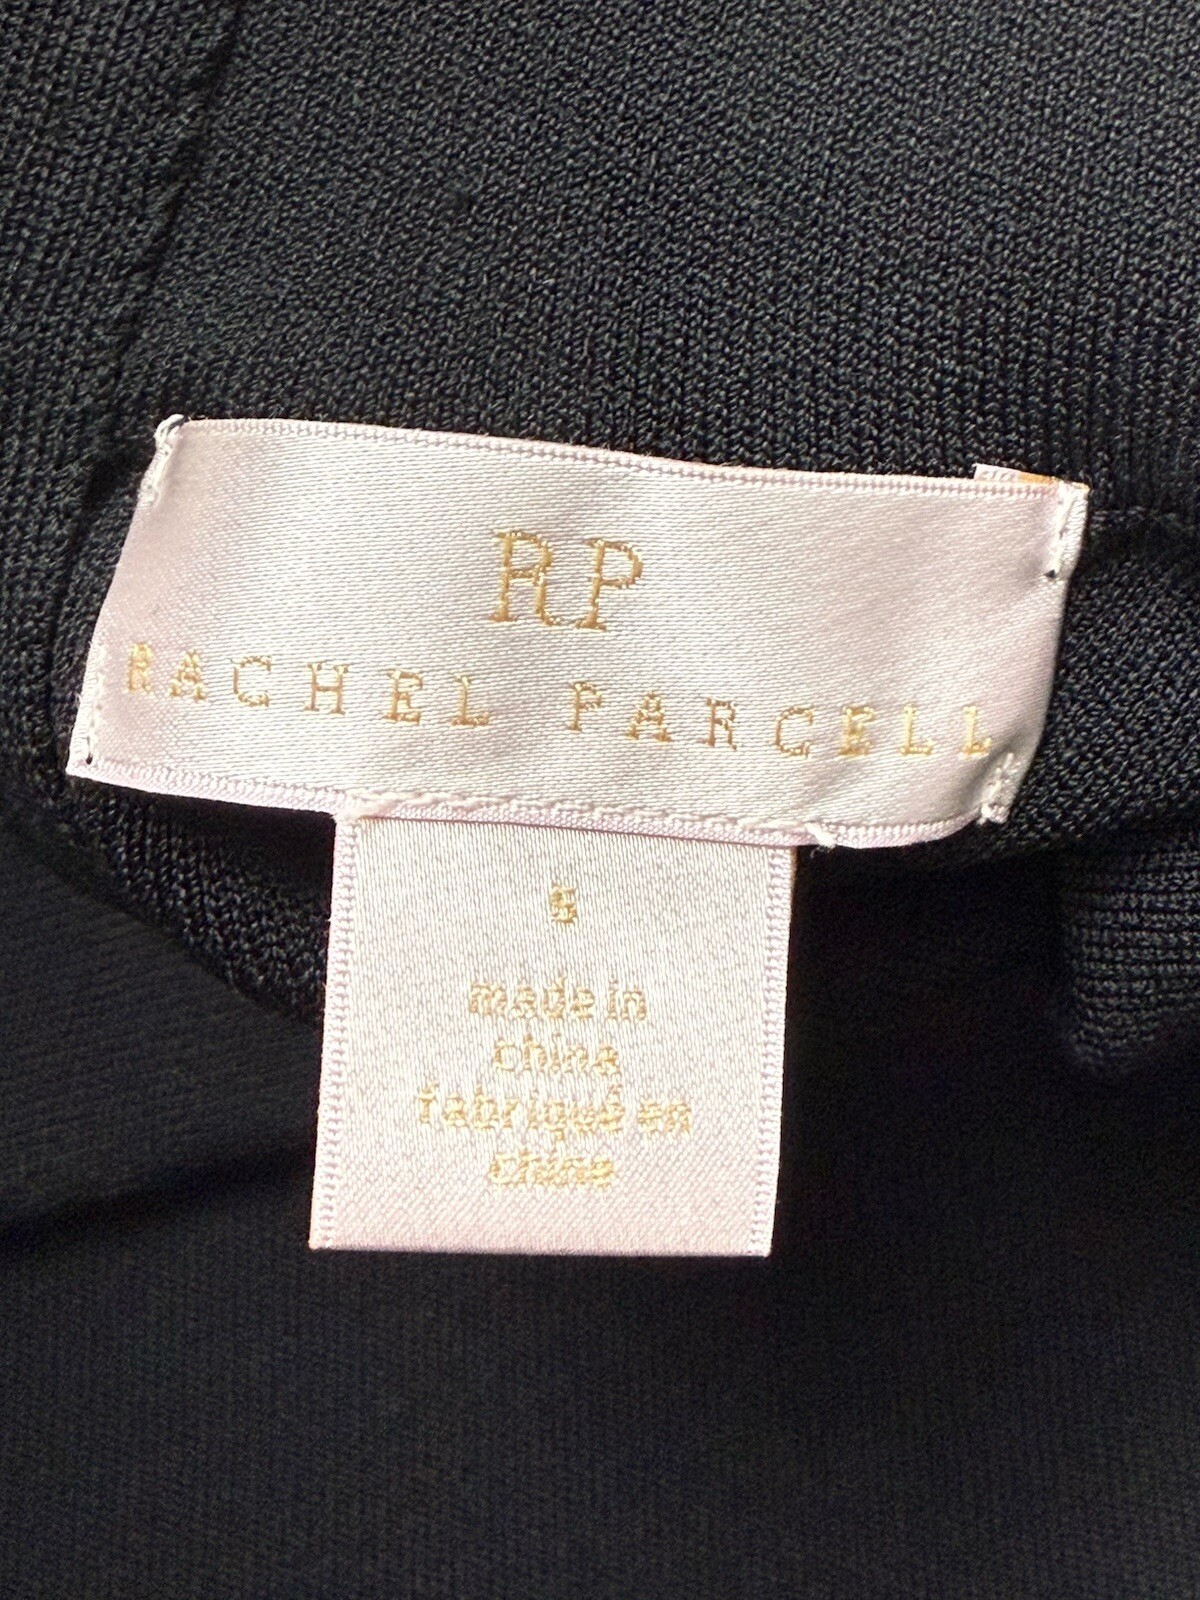 RP
RACHEL PARCELL
s
made in
china
fabriqué en
chine